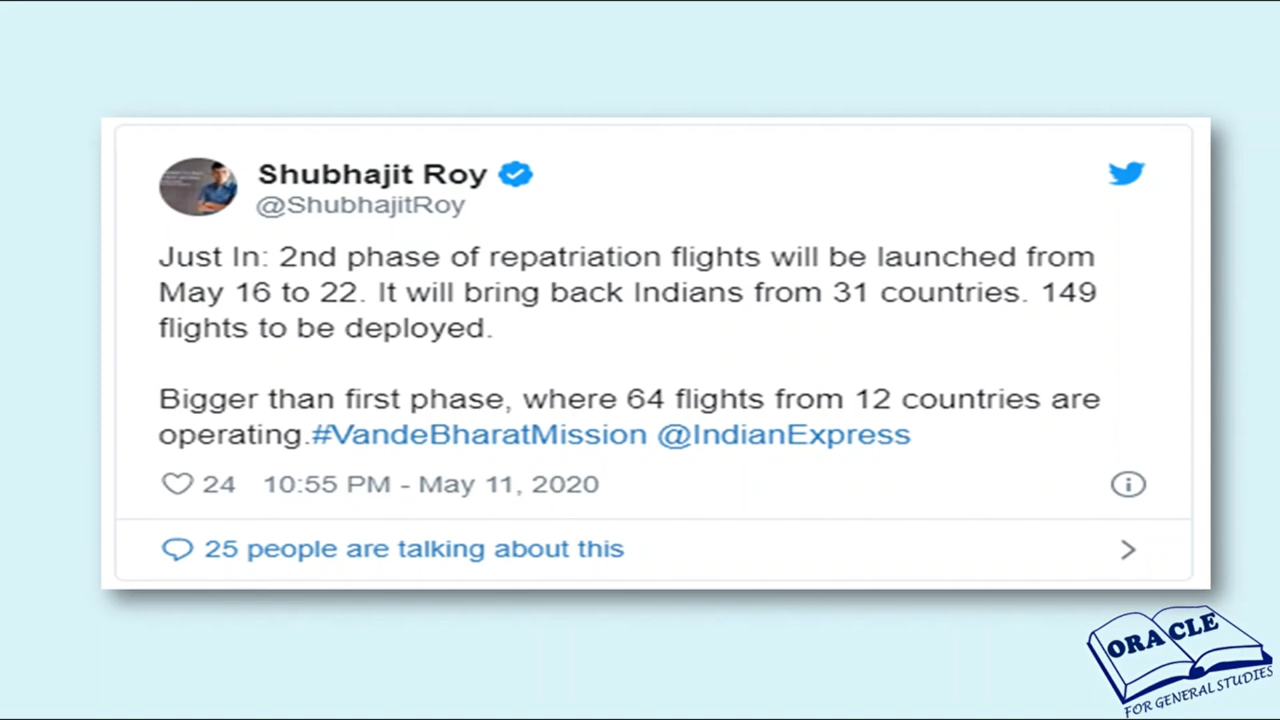 Shubhajit Roy
@ShubhajitRoy
Just In: 2nd phase of repatriation flights will be launched from
May 16 to 22. It will bring back Indians from 31 countries. 149
flights to be deployed.
Bigger than first phase, where 64 flights from 12 countries are
operating.#VandeBharatMission @IndianExpress
24 10:55 PM - May 11, 2020
25 people are talking about this
ORACLE
FOR GENERAL STUDIES